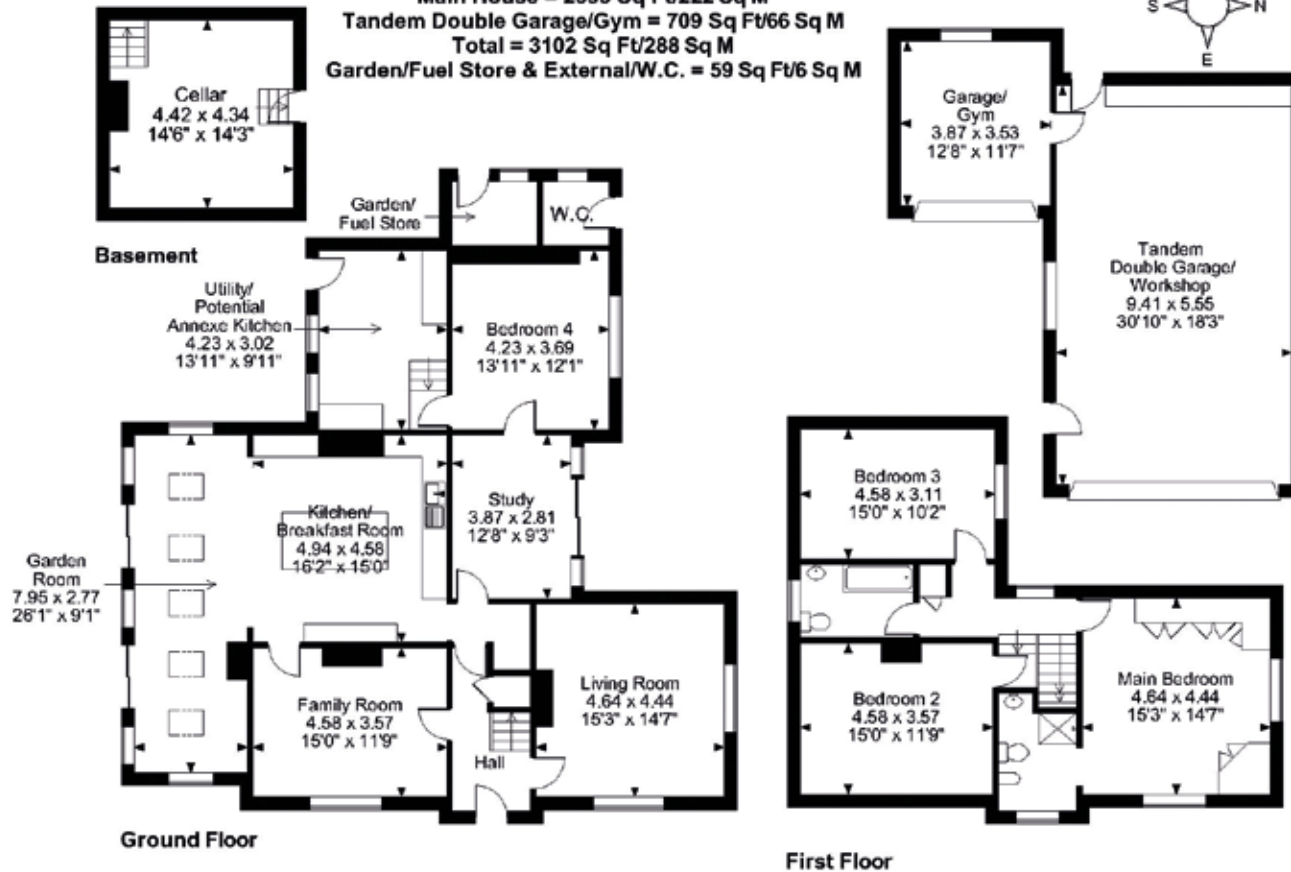 Main House = 2393 Sq Ft/222 Sq M
Tandem Double Garage/Gym = 709 Sq Ft/66 Sq M
Total = 3102 Sq Ft/288 Sq M
Garden/Fuel Store & External/W.C. = 59 Sq Ft/6 Sq M
S
N
E
Cellar
4.42 x 4.34
14'6" x 14'3"
Basement
Garden/
Fuel Store
W.C.
Utility/
Potential
Annexe Kitchen
4.23 x 3.02
13'11" x 9'11"
Bedroom 4
4.23 x 3.69
13'11" x 12'1"
Kitchen/
Breakfast Room
4.94 x 4.58
16'2" x 15'0"
Study
3.87 x 2.81
12'8" x 9'3"
Garden
Room
7.95 x 2.77
26'1" x 9'1"
Family Room
4.58 x 3.57
15'0" x 11'9"
Hall
Living Room
4.64 x 4.44
15'3" x 14'7"
Ground Floor
Garage/
Gym
3.87 x 3.53
12'8" x 11'7"
Tandem
Double Garage/
Workshop
9.41 x 5.55
30'10" x 18'3"
Bedroom 3
4.58 x 3.11
15'0" x 10'2"
Bedroom 2
4.58 x 3.57
15'0" x 11'9"
Main Bedroom
4.64 x 4.44
15'3" x 14'7"
First Floor